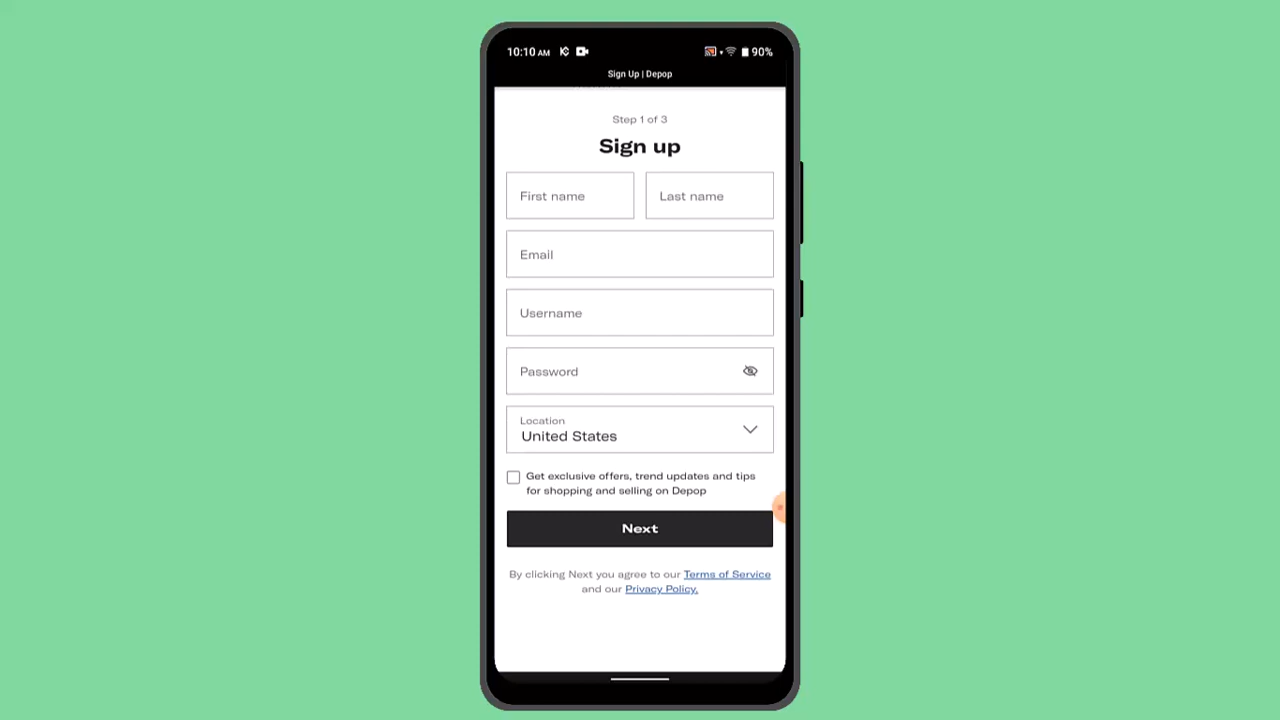 10:10 AM
90%
Sign Up | Depop
Step 1 of 3
Sign up
First name
Last name
Email
Username
Password
Location
United States
Get exclusive offers, trend updates and tips
for shopping and selling on Depop
Next
By clicking Next you agree to our Terms of Service
and our Privacy Policy.